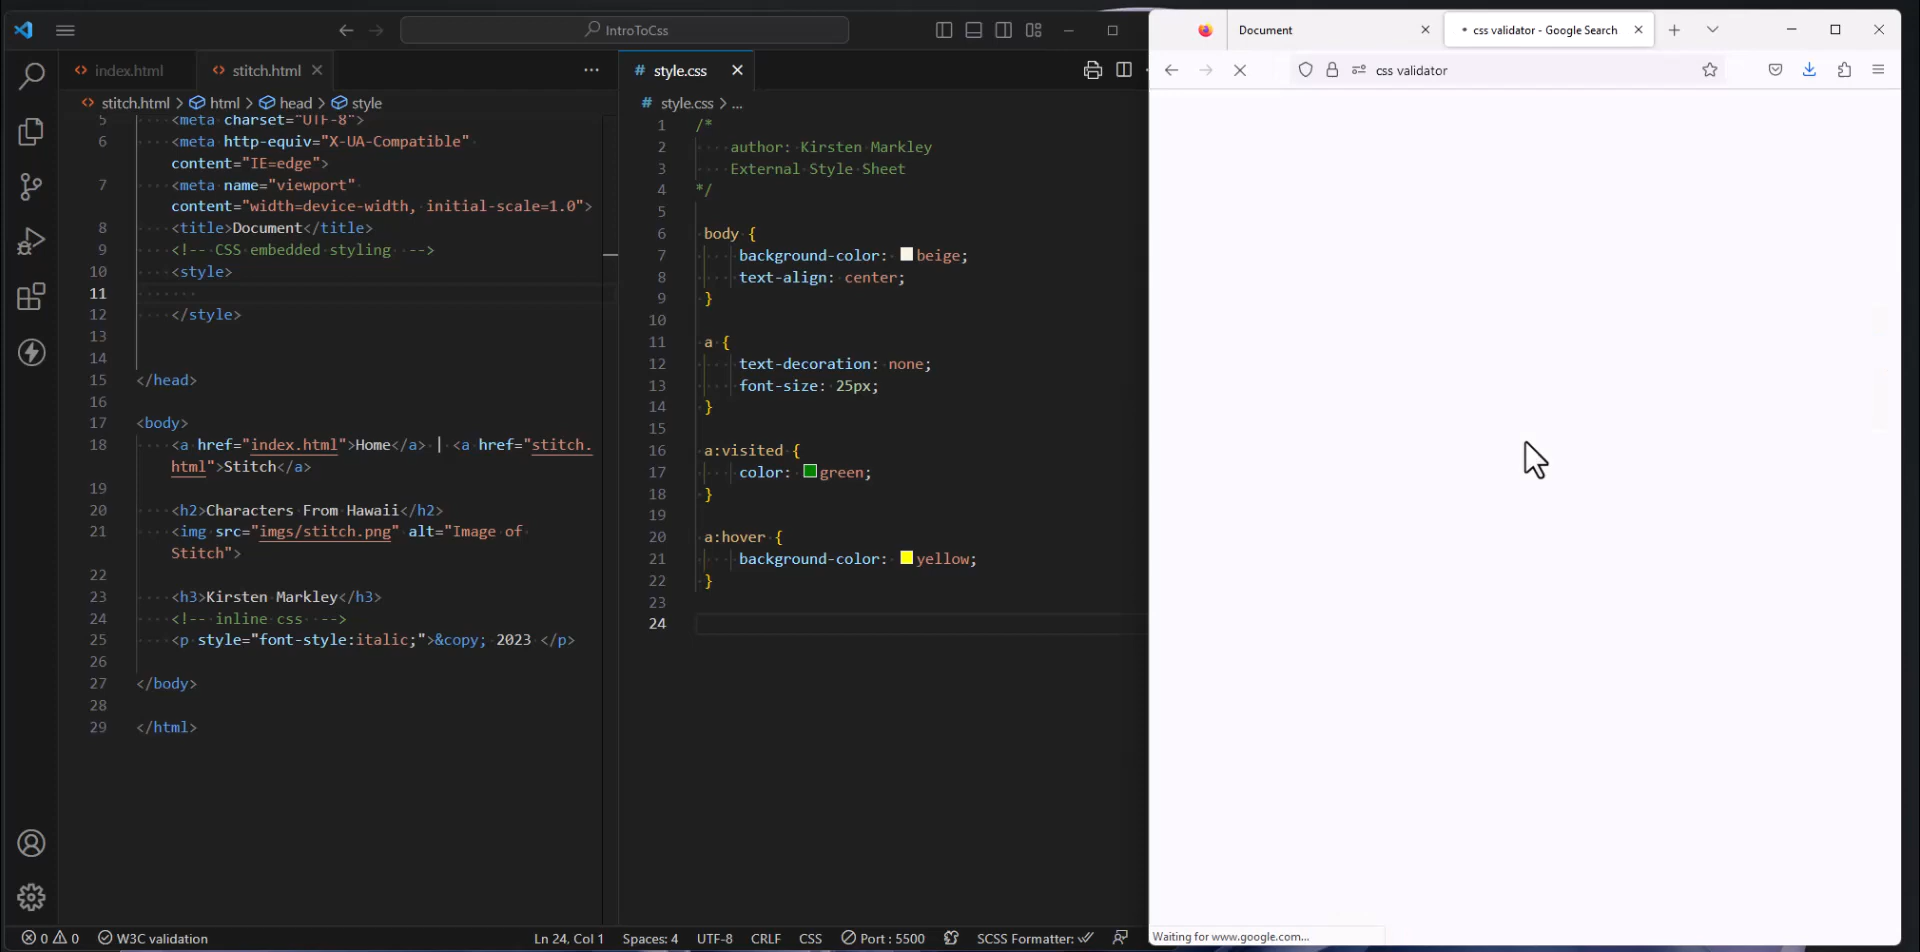 IntroToCss
index.html
stitch.html
stitch.html > html > head > style
5 <meta charset="UTF-8">
6 <meta http-equiv="X-UA-Compatible"
content="IE=edge">
7 <meta name="viewport"
content="width=device-width, initial-scale=1.0">
8 <title>Document</title>
9 <!-- CSS embedded styling -->
10 <style>
11
12 </style>
13
14
15 </head>
16
17 <body>
18 <a href="index.html">Home</a> | <a href="stitch.
html">Stitch</a>
19
20 <h2>Characters From Hawaii</h2>
21 <img src="imgs/stitch.png" alt="Image of
Stitch">
22
23 <h3>Kirsten Markley</h3>
24 <!-- inline css -->
25 <p style="font-style:italic;">&copy; 2023 </p>
26
27 </body>
28
29 </html>
# style.css
# style.css > ...
1 /*
2 author: Kirsten Markley
3 External Style Sheet
4 */
5
6 body {
7 background-color: beige;
8 text-align: center;
9 }
10
11 a {
12 text-decoration: none;
13 font-size: 25px;
14 }
15
16 a:visited {
17 color: green;
18 }
19
20 a:hover {
21 background-color: yellow;
22 }
23
24
0 0 W3C validation Ln 24, Col 1 Spaces: 4 UTF-8 CRLF CSS Port : 5500 SCSS Formatter:
Document
css validator - Google Search
css validator
Waiting for www.google.com...